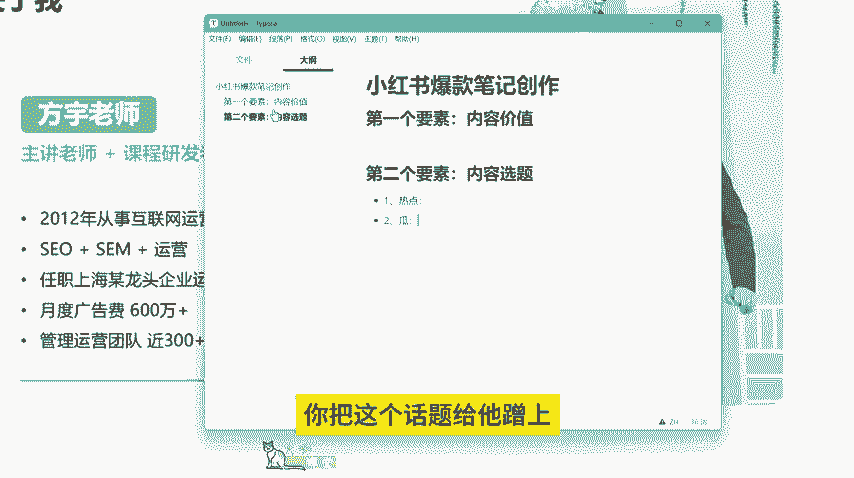 于我
方宇老师
主讲老师 + 课程研发
2012年从事互联网运营
SEO + SEM + 运营
任职上海某龙头企业运
月度广告费 600万+
管理运营团队 近300+
Typora
文件(F) 编辑(E) 段落(P) 格式(O) 视图(V) 主题(T) 帮助(H)
文件 大纲
小红书爆款笔记创作
第一个要素：内容价值
第二个要素：内容选题
小红书爆款笔记创作
第一个要素：内容价值
第二个要素：内容选题
1、热点：
2、瓜：
你把这个话题给他蹭上